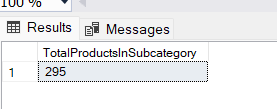 100 %
Results Messages
TotalProductsInSubcategory
1 295